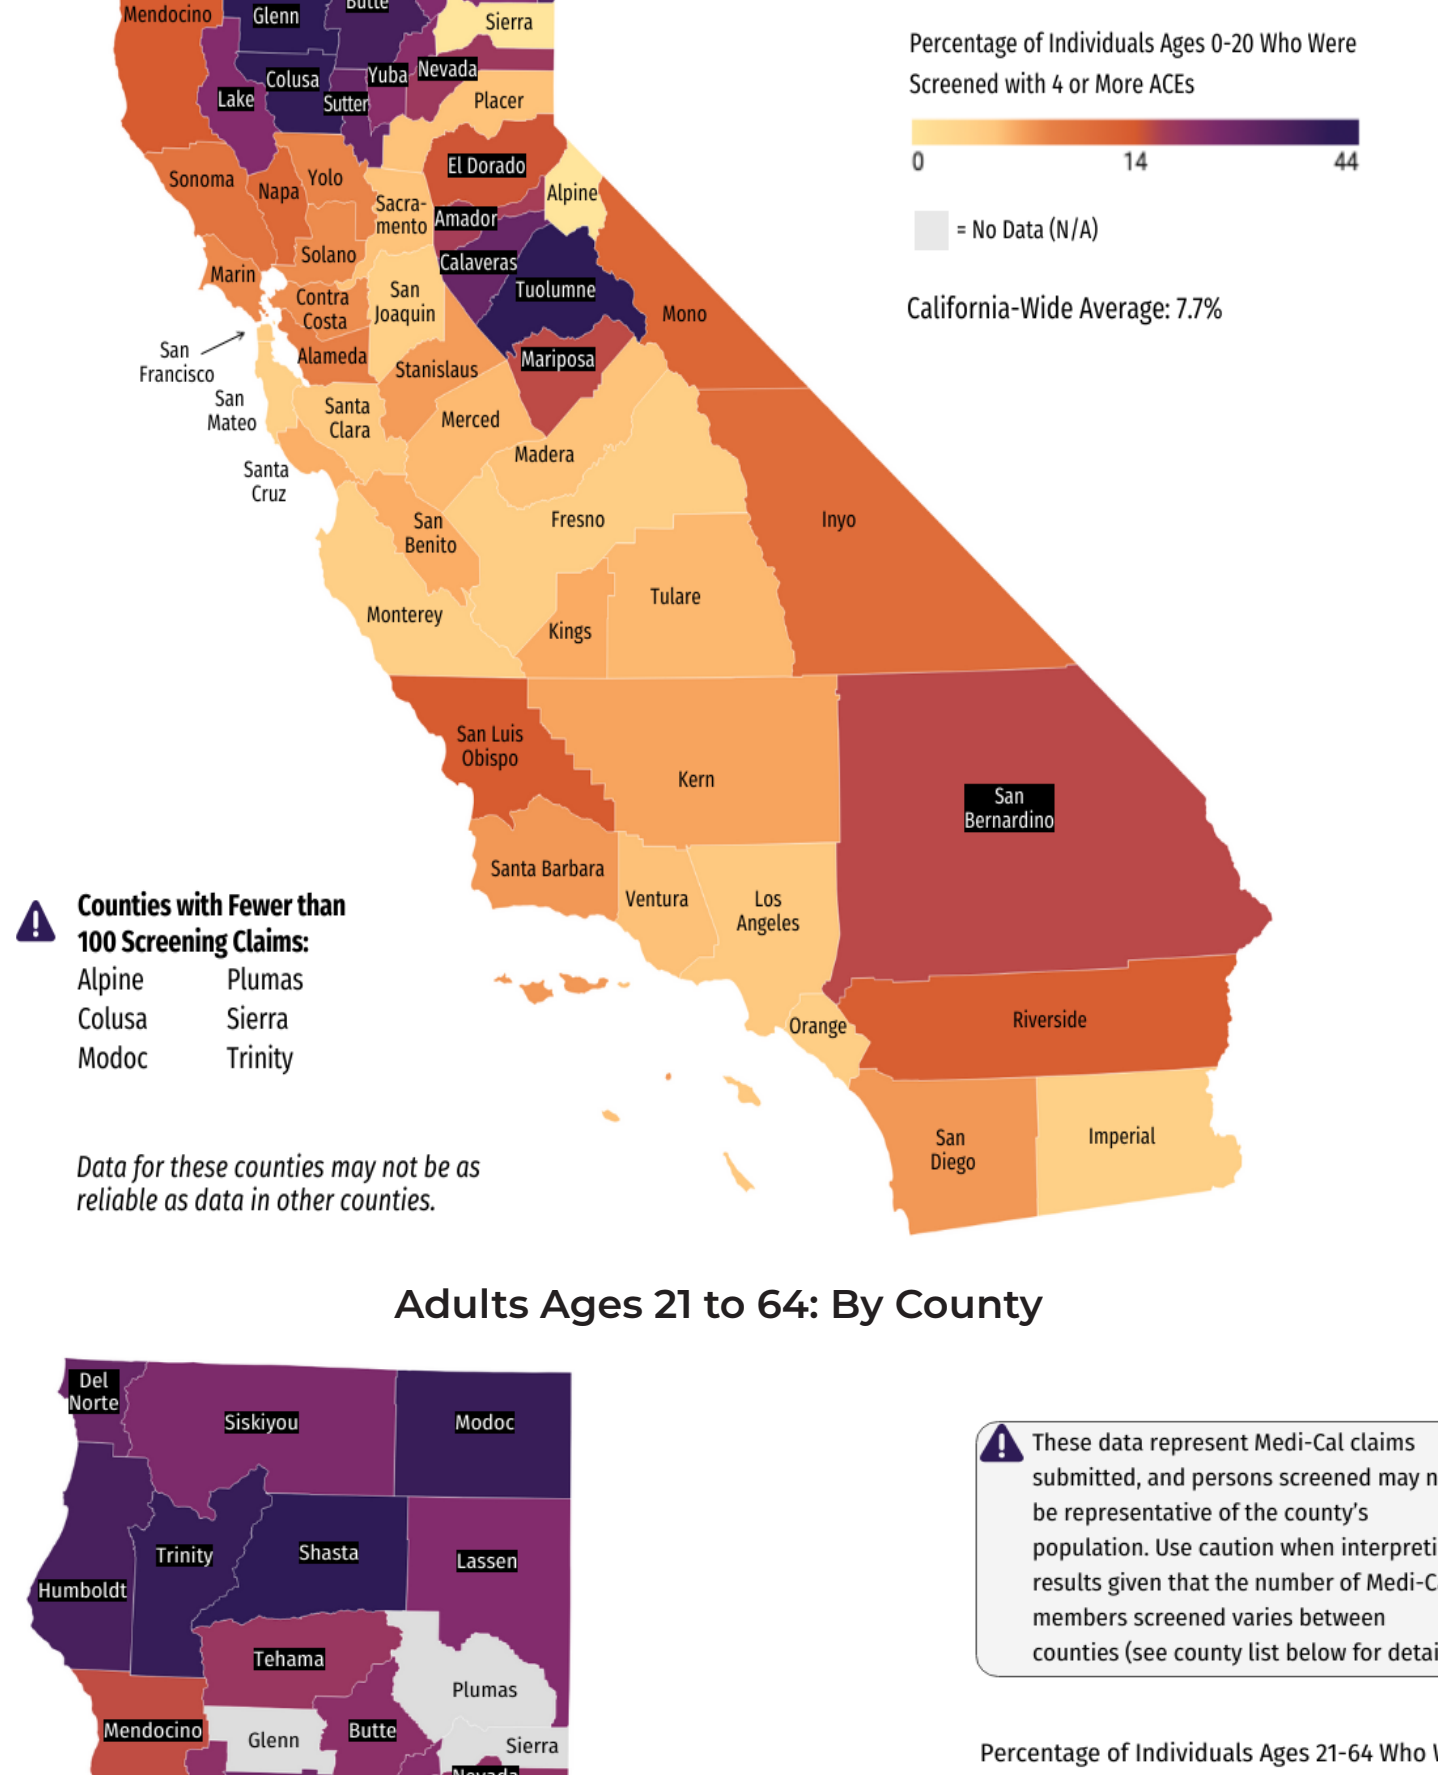 Mendocino
Glenn
Butte
Sierra
Colusa
Yuba
Nevada
Lake
Sutter
Placer
El Dorado
Sonoma
Napa
Yolo
Sacra-
mento
Amador
Alpine
Solano
Calaveras
Marin
Tuolumne
Contra
Costa
San
Joaquin
Mono
San
Francisco
Alameda
Stanislaus
Mariposa
San
Mateo
Santa
Clara
Merced
Madera
Santa
Cruz
San
Benito
Fresno
Inyo
Monterey
Kings
Tulare
San Luis
Obispo
Kern
San
Bernardino
Santa Barbara
Ventura
Los
Angeles
Orange
Riverside
San
Diego
Imperial
Percentage of Individuals Ages 0-20 Who Were
Screened with 4 or More ACEs
0 14 44
= No Data (N/A)
California-Wide Average: 7.7%
Counties with Fewer than
100 Screening Claims:
Alpine Plumas
Colusa Sierra
Modoc Trinity
Data for these counties may not be as
reliable as data in other counties.
Adults Ages 21 to 64: By County
Del
Norte
Siskiyou
Modoc
Trinity
Shasta
Lassen
Humboldt
Tehama
Plumas
Mendocino
Glenn
Butte
Sierra
Nevada
These data represent Medi-Cal claims
submitted, and persons screened may n
be representative of the county's
population. Use caution when interpreti
results given that the number of Medi-C
members screened varies between
counties (see county list below for detai
Percentage of Individuals Ages 21-64 Who